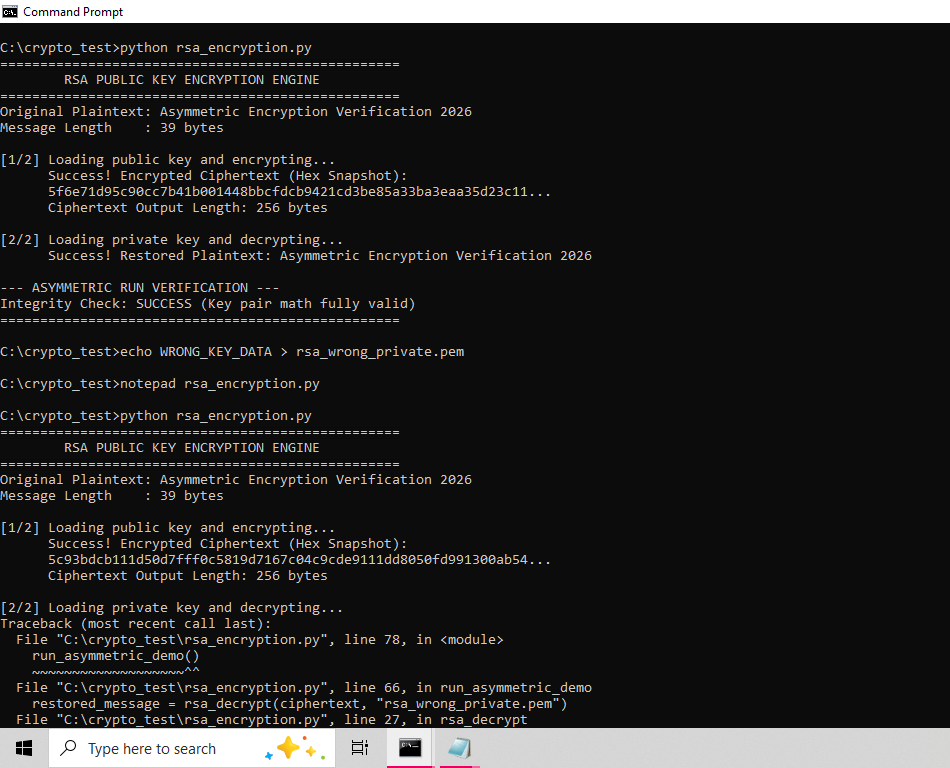 Command Prompt
C:\crypto_test>python rsa_encryption.py
==================================================
RSA PUBLIC KEY ENCRYPTION ENGINE
==================================================
Original Plaintext: Asymmetric Encryption Verification 2026
Message Length    : 39 bytes
[1/2] Loading public key and encrypting...
Success! Encrypted Ciphertext (Hex Snapshot):
5f6e71d95c90cc7b41b001448bbcfdcb9421cd3be85a33ba3eaa35d23c11...
Ciphertext Output Length: 256 bytes
[2/2] Loading private key and decrypting...
Success! Restored Plaintext: Asymmetric Encryption Verification 2026
--- ASYMMETRIC RUN VERIFICATION ---
Integrity Check: SUCCESS (Key pair math fully valid)
==================================================
C:\crypto_test>echo WRONG_KEY_DATA > rsa_wrong_private.pem
C:\crypto_test>notepad rsa_encryption.py
C:\crypto_test>python rsa_encryption.py
==================================================
RSA PUBLIC KEY ENCRYPTION ENGINE
==================================================
Original Plaintext: Asymmetric Encryption Verification 2026
Message Length    : 39 bytes
[1/2] Loading public key and encrypting...
Success! Encrypted Ciphertext (Hex Snapshot):
5c93bdcb111d50d7fff0c5819d7167c04c9cde9111dd8050fd991300ab54...
Ciphertext Output Length: 256 bytes
[2/2] Loading private key and decrypting...
Traceback (most recent call last):
File "C:\crypto_test\rsa_encryption.py", line 78, in <module>
run_asymmetric_demo()
~~~~~~~~~~~~~~~~~~~^^
File "C:\crypto_test\rsa_encryption.py", line 66, in run_asymmetric_demo
restored_message = rsa_decrypt(ciphertext, "rsa_wrong_private.pem")
File "C:\crypto_test\rsa_encryption.py", line 27, in rsa_decrypt
Type here to search